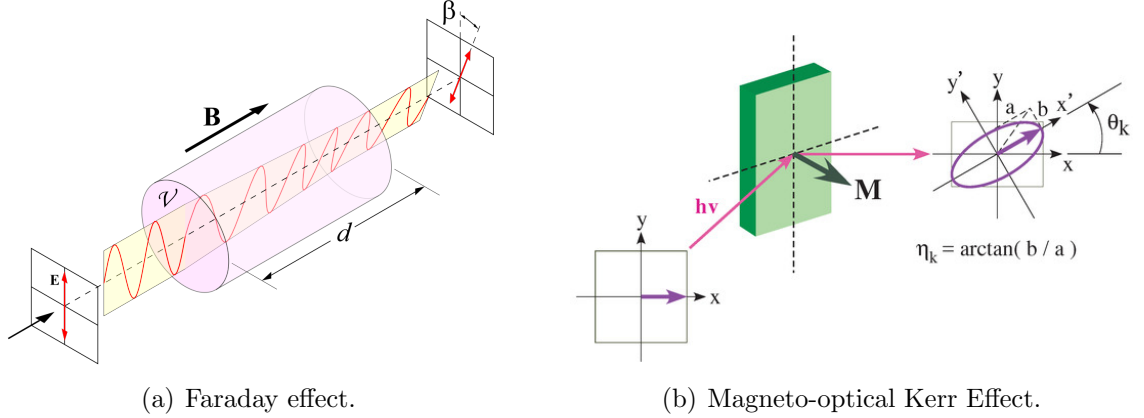 β
B
𝒱
d
E
y
x
hν
M
y'
y
a
b
x'
θk
x
ηk = arctan( b / a )
(a) Faraday effect.
(b) Magneto-optical Kerr Effect.